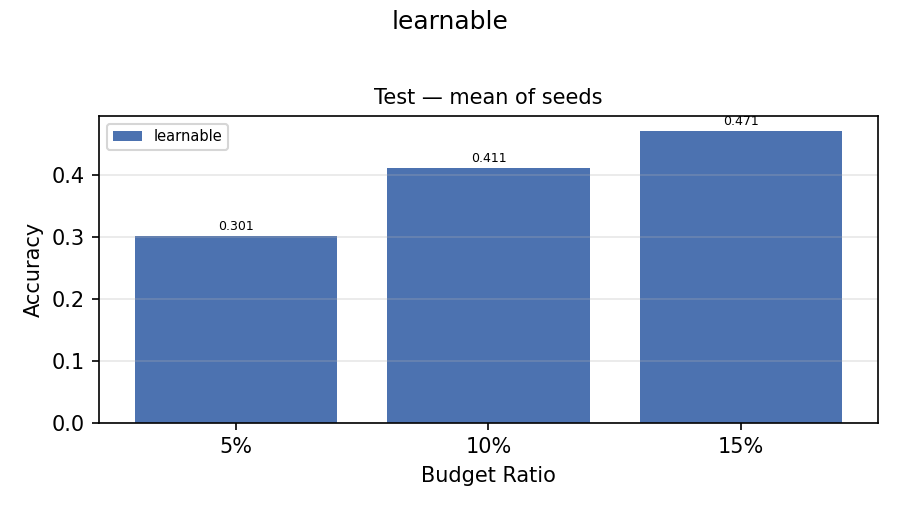 learnable
Test — mean of seeds
learnable
0.301
0.411
0.471
Accuracy
0.4
0.3
0.2
0.1
0.0
5%
10%
15%
Budget Ratio